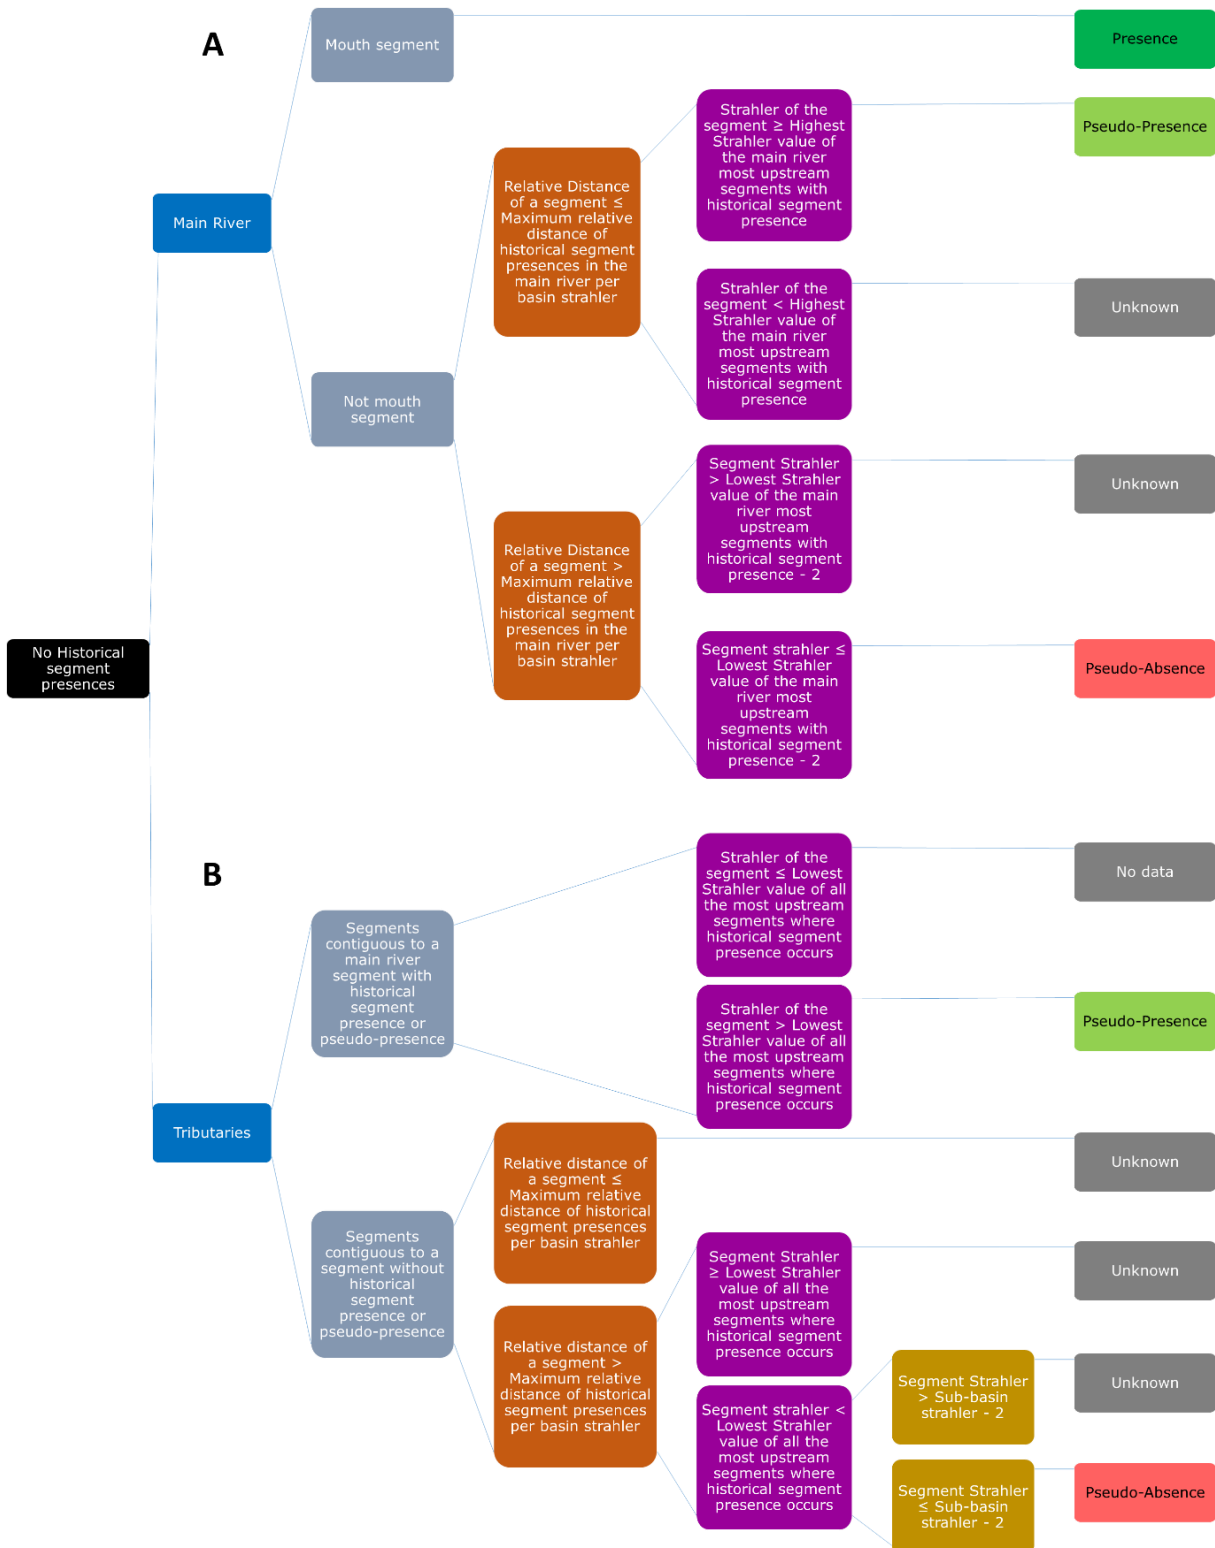 A
Mouth segment
Presence
Strahler of the
segment ≥ Highest
Strahler value of
the main river
most upstream
segments with
historical segment
presence
Pseudo-Presence
Relative Distance
of a segment ≤
Maximum relative
distance of
historical segment
presences in the
main river per
basin strahler
Main River
Strahler of the
segment < Highest
Strahler value of
the main river
most upstream
segments with
historical segment
presence
Unknown
Not mouth
segment
Segment Strahler
> Lowest Strahler
value of the main
river most
upstream
segments with
historical segment
presence - 2
Unknown
Relative Distance
of a segment >
Maximum relative
distance of
historical segment
presences in the
main river per
basin strahler
No Historical
segment
presences
Segment strahler ≤
Lowest Strahler
value of the main
river most
upstream
segments with
historical segment
presence - 2
Pseudo-Absence
B
Strahler of the
segment ≤ Lowest
Strahler value of all
the most upstream
segments where
historical segment
presence occurs
No data
Segments
contiguous to a
main river
segment with
historical
segment
presence or
pseudo-presence
Strahler of the
segment > Lowest
Strahler value of all
the most upstream
segments where
historical segment
presence occurs
Pseudo-Presence
Tributaries
Relative distance of
a segment ≤
Maximum relative
distance of historical
segment presences
per basin strahler
Unknown
Segments
contiguous to a
segment without
historical
segment
presence or
pseudo-presence
Segment Strahler
≥ Lowest Strahler
value of all the
most upstream
segments where
historical segment
presence occurs
Unknown
Relative distance of
a segment >
Maximum relative
distance of historical
segment presences
per basin strahler
Segment strahler <
Lowest Strahler
value of all the
most upstream
segments where
historical segment
presence occurs
Segment Strahler
> Sub-basin
strahler - 2
Unknown
Segment Strahler
≤ Sub-basin
strahler - 2
Pseudo-Absence